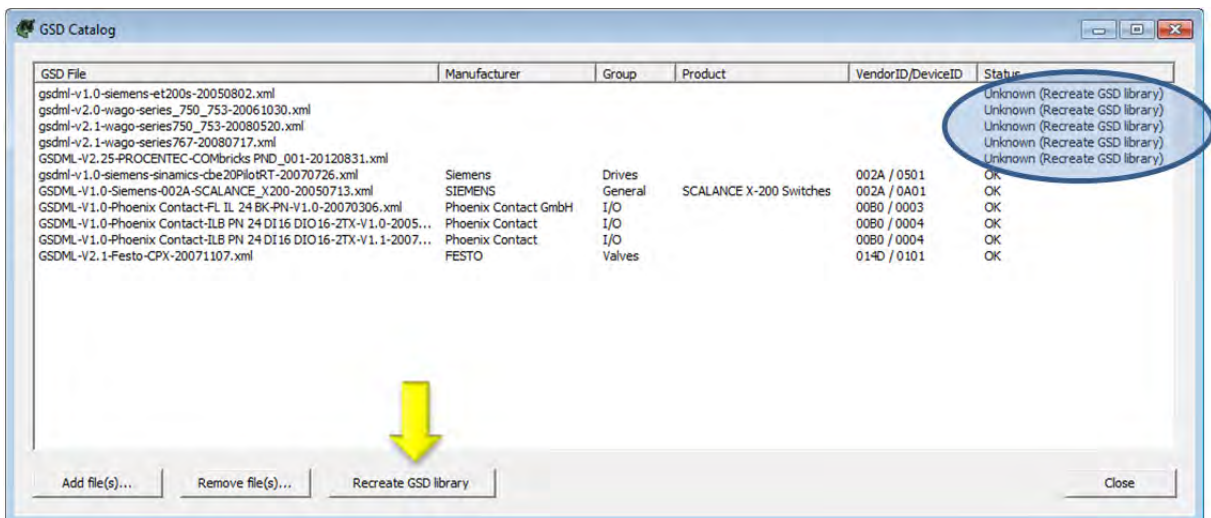 GSD Catalog
GSD File Manufacturer Group Product VendorID/DeviceID Status
gsdml-v1.0-siemens-et200s-20050802.xml Unknown (Recreate GSD library)
gsdml-v2.0-wago-series_750_753-20061030.xml Unknown (Recreate GSD library)
gsdml-v2.1-wago-series750_753-20080520.xml Unknown (Recreate GSD library)
gsdml-v2.1-wago-series767-20080717.xml Unknown (Recreate GSD library)
GSDML-V2.25-PROCENTEC-COMbricks PND_001-20120831.xml Unknown (Recreate GSD library)
gsdml-v1.0-siemens-sinamics-cbe20PilotRT-20070726.xml Siemens Drives 002A / 0501 OK
GSDML-V1.0-Siemens-002A-SCALANCE_X200-20050713.xml SIEMENS General SCALANCE X-200 Switches 002A / 0A01 OK
GSDML-V1.0-Phoenix Contact-FL IL 24 BK-PN-V1.0-20070306.xml Phoenix Contact GmbH I/O 00B0 / 0003 OK
GSDML-V1.0-Phoenix Contact-ILB PN 24 DI16 DIO16-2TX-V1.0-2005... Phoenix Contact I/O 00B0 / 0004 OK
GSDML-V1.0-Phoenix Contact-ILB PN 24 DI16 DIO16-2TX-V1.1-2007... Phoenix Contact I/O 00B0 / 0004 OK
GSDML-V2.1-Festo-CPX-20071107.xml FESTO Valves 014D / 0101 OK
Add file(s)... Remove file(s)... Recreate GSD library Close